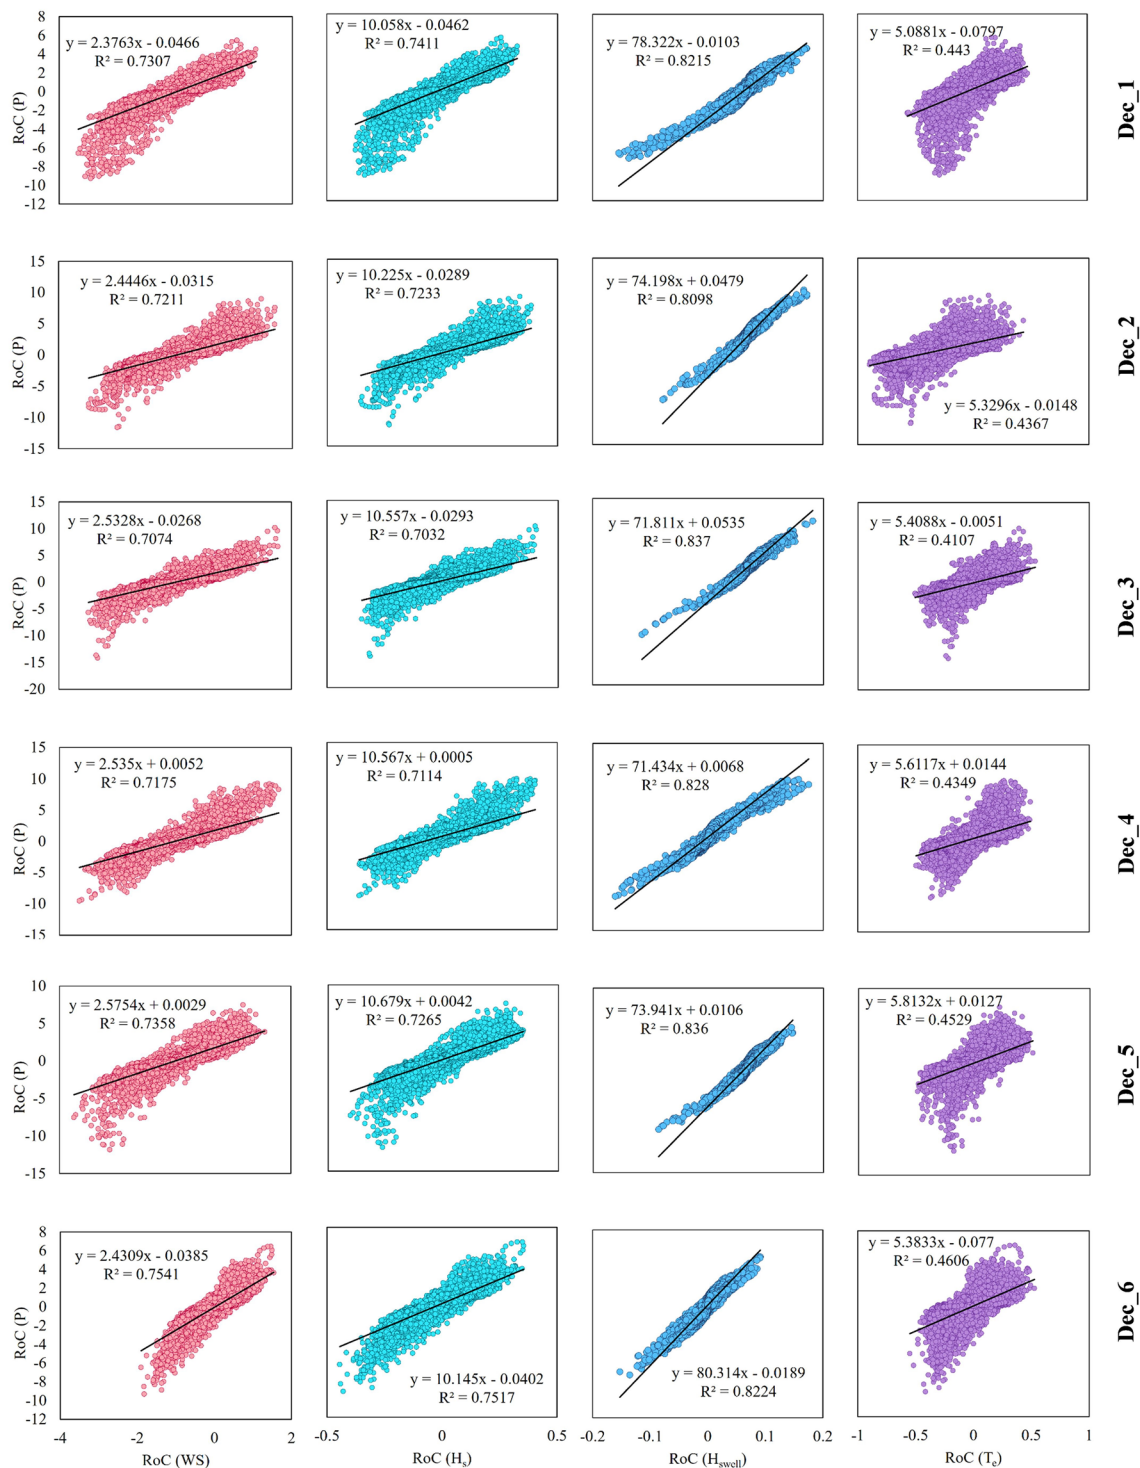 8
6
4
2
0
-2
-4
-6
-8
-10
-12
RoC (P)
y = 2.3763x - 0.0466
R² = 0.7307
y = 10.058x - 0.0462
R² = 0.7411
y = 78.322x - 0.0103
R² = 0.8215
y = 5.0881x - 0.0797
R² = 0.443
Dec_1
15
10
5
0
-5
-10
-15
RoC (P)
y = 2.4446x - 0.0315
R² = 0.7211
y = 10.225x - 0.0289
R² = 0.7233
y = 74.198x + 0.0479
R² = 0.8098
y = 5.3296x - 0.0148
R² = 0.4367
Dec_2
15
10
5
0
-5
-10
-15
-20
RoC (P)
y = 2.5328x - 0.0268
R² = 0.7074
y = 10.557x - 0.0293
R² = 0.7032
y = 71.811x + 0.0535
R² = 0.837
y = 5.4088x - 0.0051
R² = 0.4107
Dec_3
15
10
5
0
-5
-10
-15
RoC (P)
y = 2.535x + 0.0052
R² = 0.7175
y = 10.567x + 0.0005
R² = 0.7114
y = 71.434x + 0.0068
R² = 0.828
y = 5.6117x + 0.0144
R² = 0.4349
Dec_4
10
5
0
-5
-10
-15
RoC (P)
y = 2.5754x + 0.0029
R² = 0.7358
y = 10.679x + 0.0042
R² = 0.7265
y = 73.941x + 0.0106
R² = 0.836
y = 5.8132x + 0.0127
R² = 0.4529
Dec_5
8
6
4
2
0
-2
-4
-6
-8
-10
-12
RoC (P)
y = 2.4309x - 0.0385
R² = 0.7541
y = 10.145x - 0.0402
R² = 0.7517
y = 80.314x - 0.0189
R² = 0.8224
y = 5.3833x - 0.077
R² = 0.4606
Dec_6
-4 -2 0 2
RoC (WS)
-0.5 0 0.5
RoC (Hs)
-0.2 -0.1 0 0.1 0.2
RoC (Hswell)
-1 -0.5 0 0.5 1
RoC (Te)